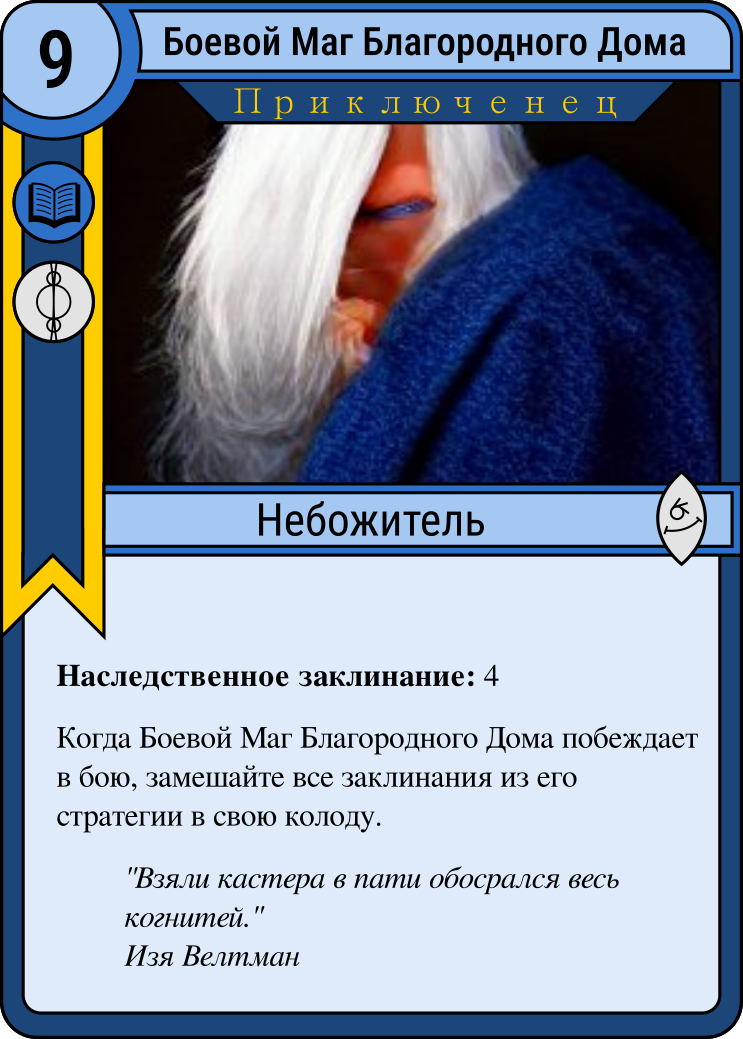 9
Боевой Маг Благородного Дома
Приключенец
Небожитель
Наследственное заклинание: 4
Когда Боевой Маг Благородного Дома побеждает
в бою, замешайте все заклинания из его
стратегии в свою колоду.
"Взяли кастера в пати обосрался весь
когнитей."
Изя Велтман